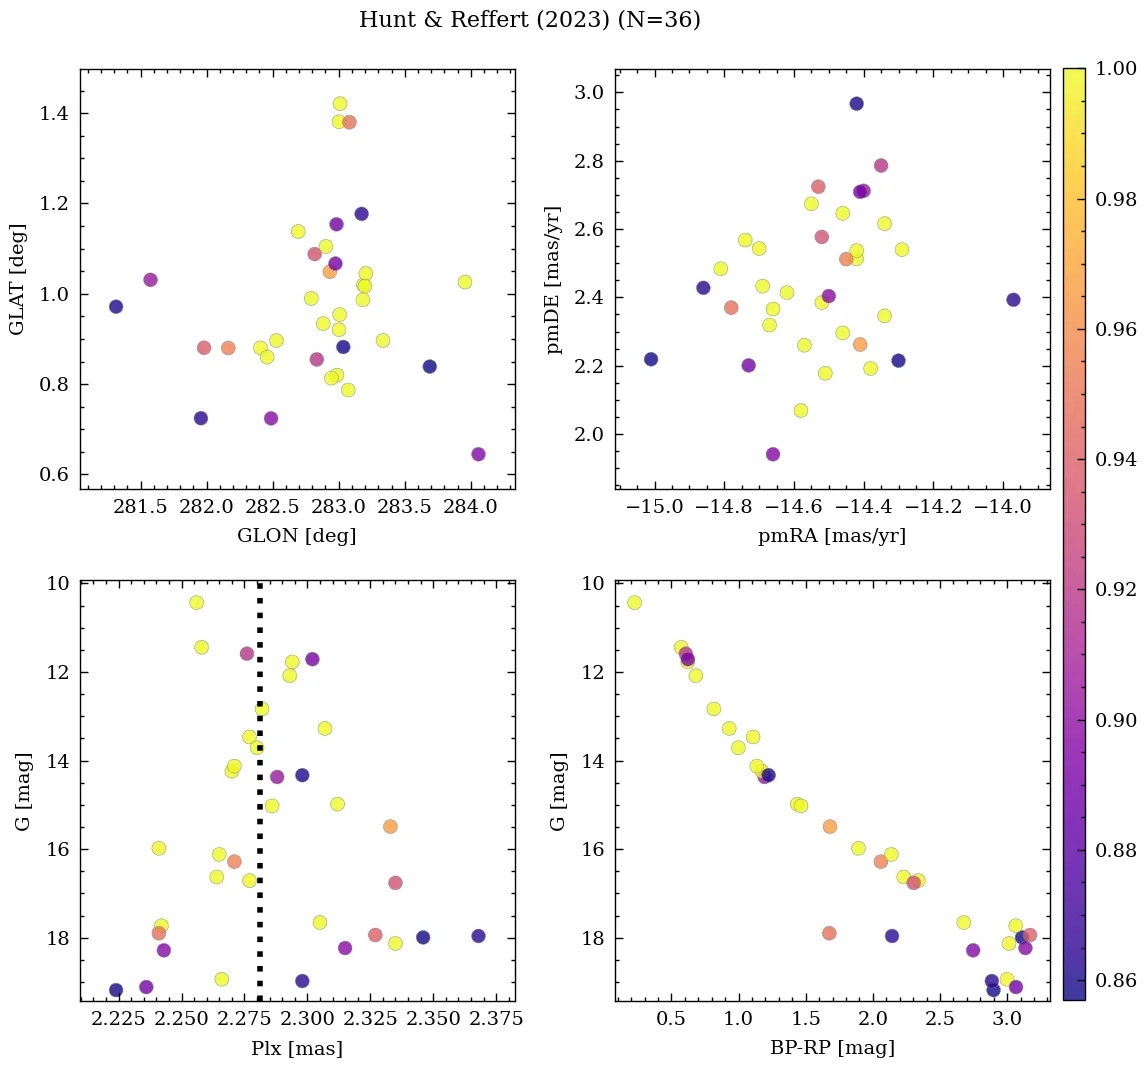 Hunt & Reffert (2023) (N=36)
1.4
1.2
1.0
0.8
0.6
GLAT [deg]
281.5 282.0 282.5 283.0 283.5 284.0
GLON [deg]
3.0
2.8
2.6
2.4
2.2
2.0
pmDE [mas/yr]
−15.0 −14.8 −14.6 −14.4 −14.2 −14.0
pmRA [mas/yr]
10
12
14
16
18
G [mag]
2.225 2.250 2.275 2.300 2.325 2.350 2.375
Plx [mas]
10
12
14
16
18
G [mag]
0.5 1.0 1.5 2.0 2.5 3.0
BP-RP [mag]
1.00
0.98
0.96
0.94
0.92
0.90
0.88
0.86